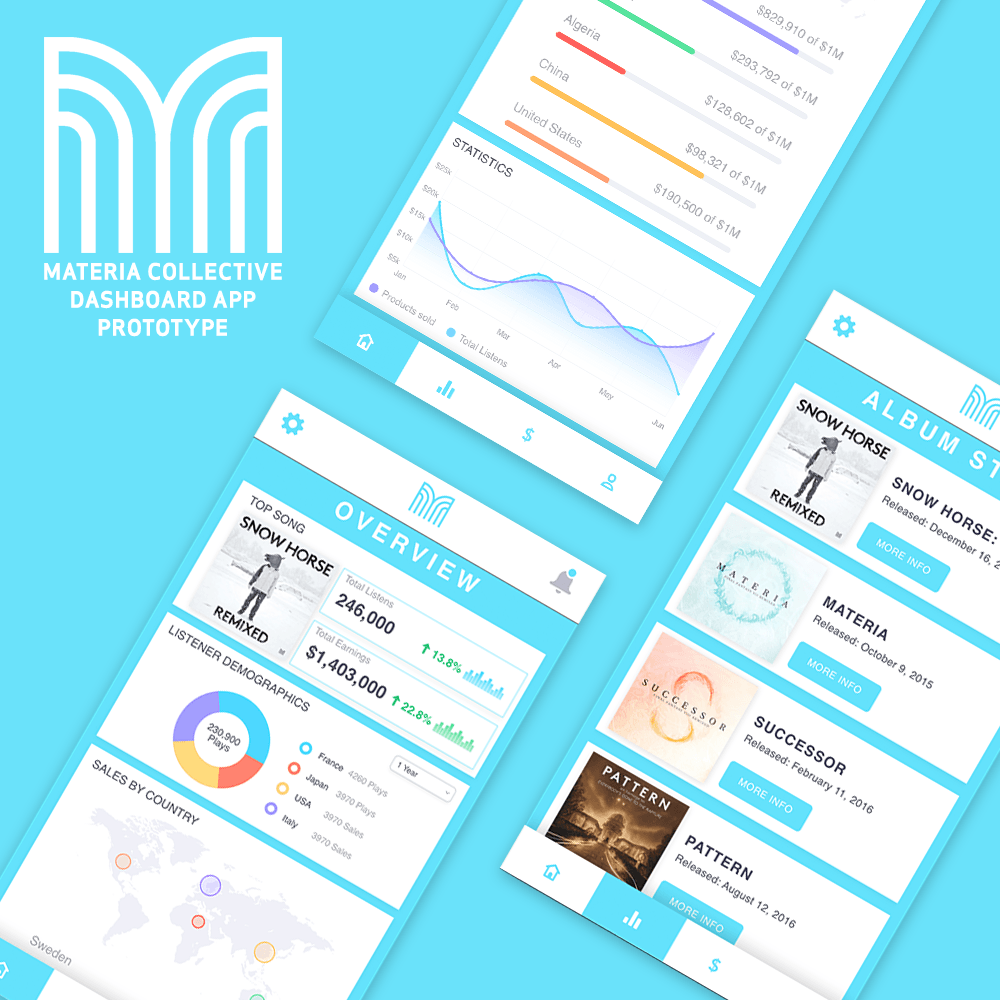 MATERIA COLLECTIVE
DASHBOARD APP
PROTOTYPE
$829,910 of $1M
Algeria
$293,792 of $1M
China
$128,602 of $1M
United States
$98,321 of $1M
$190,500 of $1M
STATISTICS
$25k
$20k
$15k
$10k
$5k
Jan
Feb
Mar
Apr
May
Jun
Products sold
Total Listens
$
OVERVIEW
TOP SONG
SNOW HORSE
REMIXED
M
Total Listens
246,000
13.8%
Total Earnings
$1,403,000
22.8%
LISTENER DEMOGRAPHICS
230,900
Plays
1 Year
France 4260 Plays
Japan 3970 Plays
USA 3970 Sales
Italy 3970 Sales
SALES BY COUNTRY
Sweden
ALBUM ST
SNOW HORSE
REMIXED
M
SNOW HORSE:
Released: December 16, 2
MORE INFO
MATERIA
MATERIA
Released: October 9, 2015
MORE INFO
SUCCESSOR
SUCCESSOR
Released: February 11, 2016
MORE INFO
PATTERN
PATTERN
Released: August 12, 2016
MORE INFO
$